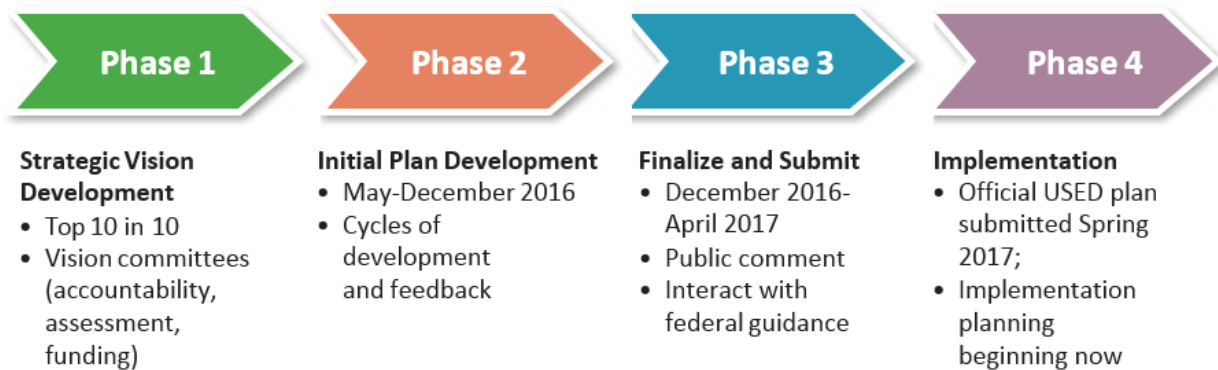 Phase 1
Strategic Vision
Development
• Top 10 in 10
• Vision committees
(accountability,
assessment,
funding)
Phase 2
Initial Plan Development
• May-December 2016
• Cycles of
development
and feedback
Phase 3
Finalize and Submit
• December 2016-
April 2017
• Public comment
• Interact with
federal guidance
Phase 4
Implementation
• Official USED plan
submitted Spring
2017;
• Implementation
planning
beginning now